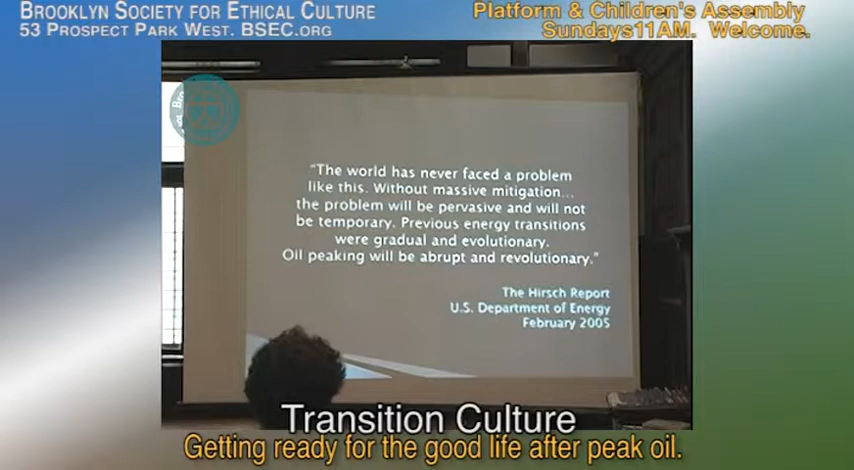 BROOKLYN SOCIETY FOR ETHICAL CULTURE
53 PROSPECT PARK WEST. BSEC.ORG
Platform & Children's Assembly
Sundays11AM. Welcome.
"The world has never faced a problem
like this. Without massive mitigation...
the problem will be pervasive and will not
be temporary. Previous energy transitions
were gradual and evolutionary.
Oil peaking will be abrupt and revolutionary."
The Hirsch Report
U.S. Department of Energy
February 2005
Transition Culture
Getting ready for the good life after peak oil.